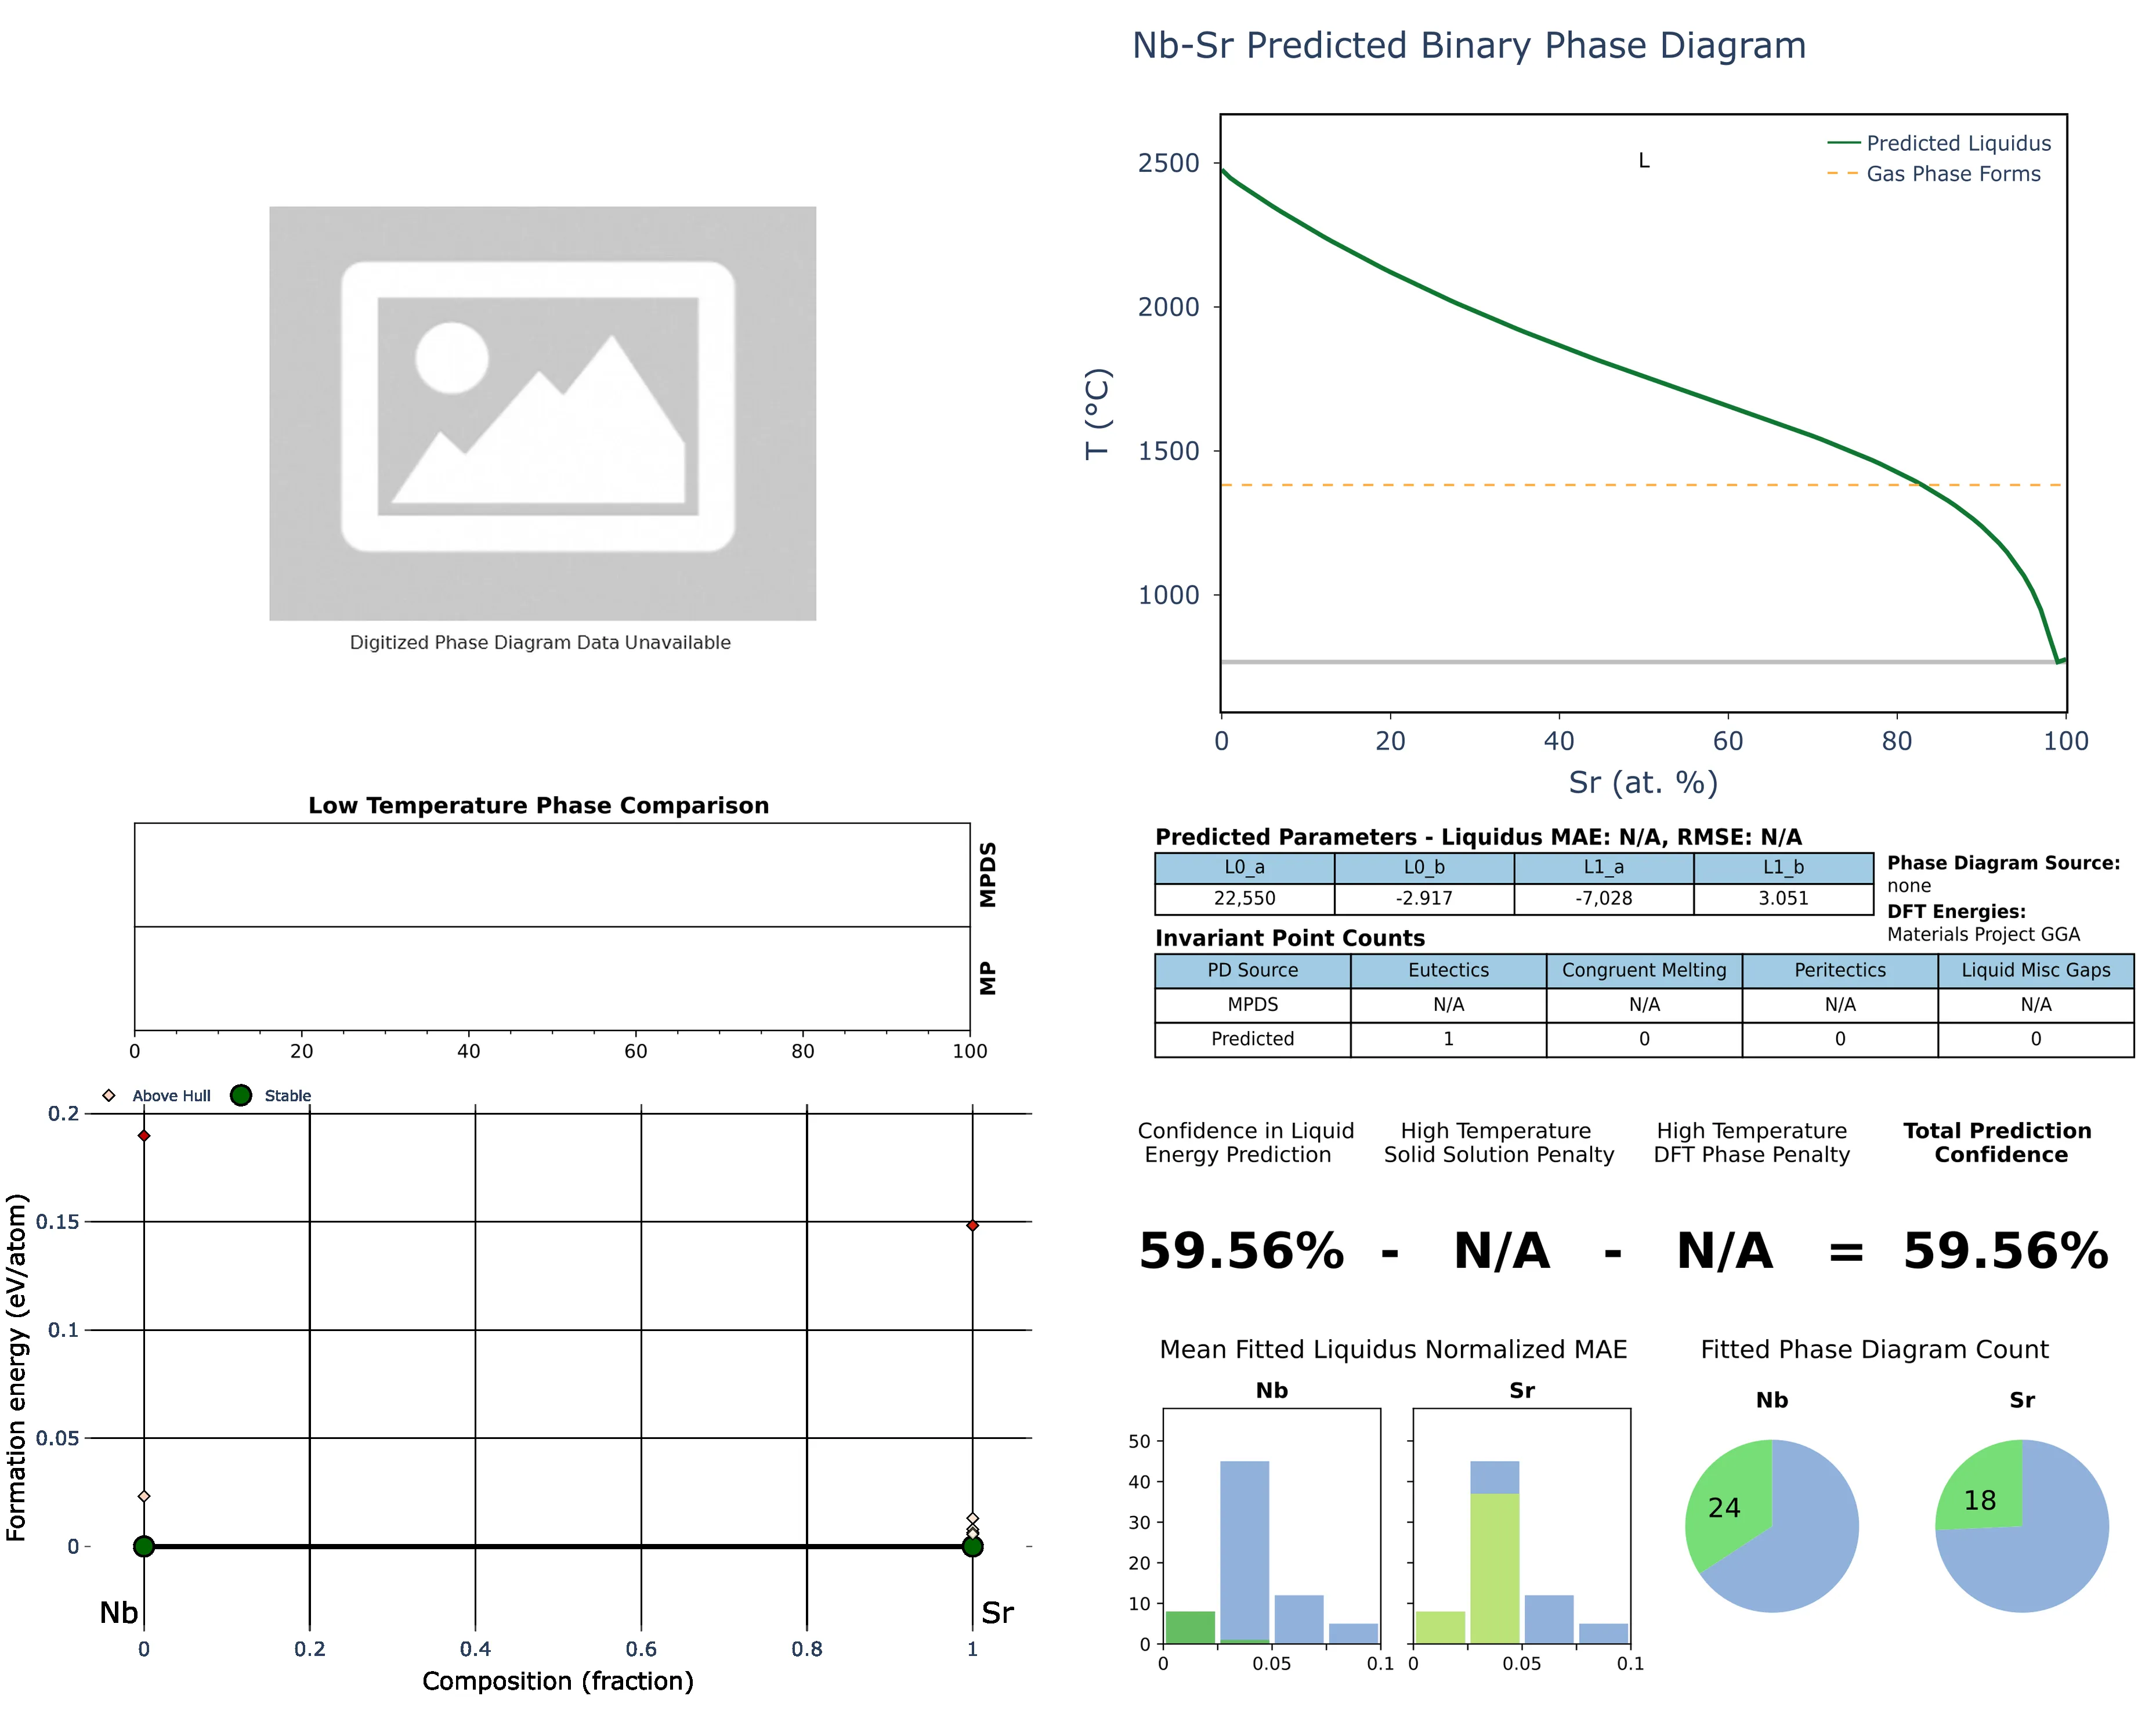 Nb-Sr Predicted Binary Phase Diagram
Digitized Phase Diagram Data Unavailable
T (°C)
2500
2000
1500
1000
L
Predicted Liquidus
Gas Phase Forms
0 20 40 60 80 100
Sr (at. %)
Low Temperature Phase Comparison
MPDS
MP
0 20 40 60 80 100
Predicted Parameters - Liquidus MAE: N/A, RMSE: N/A
L0_a L0_b L1_a L1_b
22,550 -2.917 -7,028 3.051
Phase Diagram Source:
none
DFT Energies:
Materials Project GGA
Invariant Point Counts
PD Source Eutectics Congruent Melting Peritectics Liquid Misc Gaps
MPDS N/A N/A N/A N/A
Predicted 1 0 0 0
Above Hull Stable
Formation energy (eV/atom)
0.2
0.15
0.1
0.05
0
Nb Sr
0 0.2 0.4 0.6 0.8 1
Composition (fraction)
Confidence in Liquid
Energy Prediction
High Temperature
Solid Solution Penalty
High Temperature
DFT Phase Penalty
Total Prediction
Confidence
59.56% - N/A - N/A = 59.56%
Mean Fitted Liquidus Normalized MAE
Nb Sr
50
40
30
20
10
0
0 0.05 0.1 0 0.05 0.1
Fitted Phase Diagram Count
Nb Sr
24 18